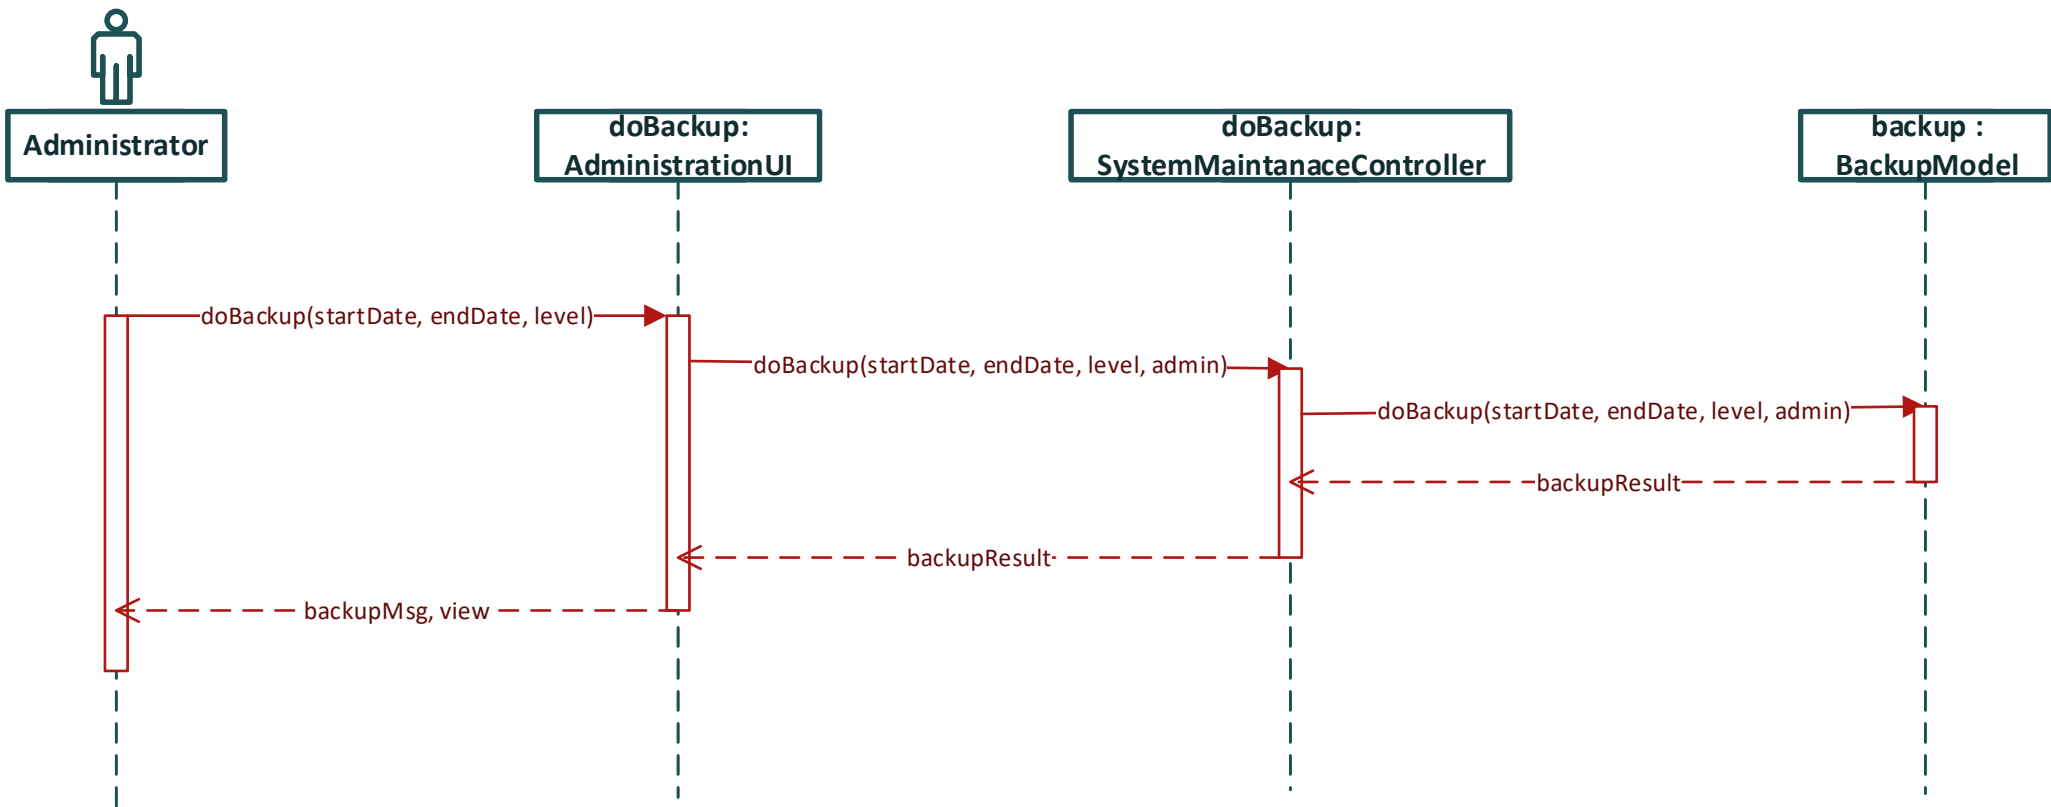 Administrator
doBackup:
AdministrationUI
doBackup:
SystemMaintanaceController
backup :
BackupModel
doBackup(startDate, endDate, level)
doBackup(startDate, endDate, level, admin)
doBackup(startDate, endDate, level, admin)
backupResult
backupResult
backupMsg, view